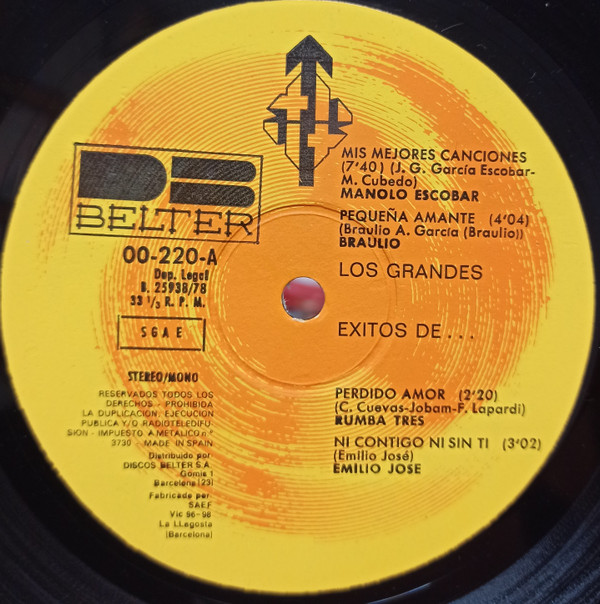 BELTER
00-220-A
Dep. Legal
B. 25938/78
33 1/3 R. P. M.
SGAE
STEREO/MONO
RESERVADOS TODOS LOS
DERECHOS - PROHIBIDA
LA DUPLICACION, EJECUCION
PUBLICA Y/O RADIOTELEDIFU-
SION - IMPUESTO A METALICO n.º
3730 - MADE IN SPAIN
Distribuido por
DISCOS BELTER S.A.
Gomis 1
Barcelona (23)
Fabricado por
SAEF
Vic 96-98
La LLagosta
(Barcelona)
MIS MEJORES CANCIONES
(7'40) (J. G. García Escobar-
M. Cubedo)
MANOLO ESCOBAR
PEQUEÑA AMANTE (4'04)
(Braulio A. García (Braulio))
BRAULIO
LOS GRANDES
EXITOS DE...
PERDIDO AMOR (2'20)
(C. Cuevas-Jobam-F. Lapardi)
RUMBA TRES
NI CONTIGO NI SIN TI (3'02)
(Emilio José)
EMILIO JOSE